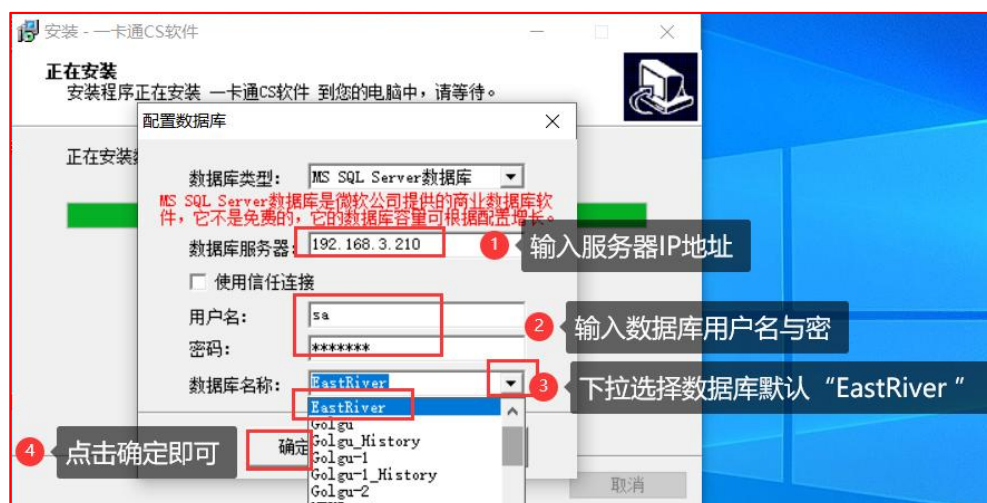 安装 - 一卡通CS软件
正在安装
安装程序正在安装 一卡通CS软件 到您的电脑中，请等待。
配置数据库
正在安装
数据库类型: MS SQL Server数据库
MS SQL Server数据库是微软公司提供的商业数据库软
件，它不是免费的，它的数据库容量可根据配置增长。
数据库服务器: 192.168.3.210
1 输入服务器IP地址
使用信任连接
用户名: sa
2 输入数据库用户名与密
密码: *******
数据库名称: EastRiver
3 下拉选择数据库默认“EastRiver ”
EastRiver
Golgu
4 点击确定即可
确定
Golgu_History
Golgu-1
Golgu-1_History
Golgu-2
取消